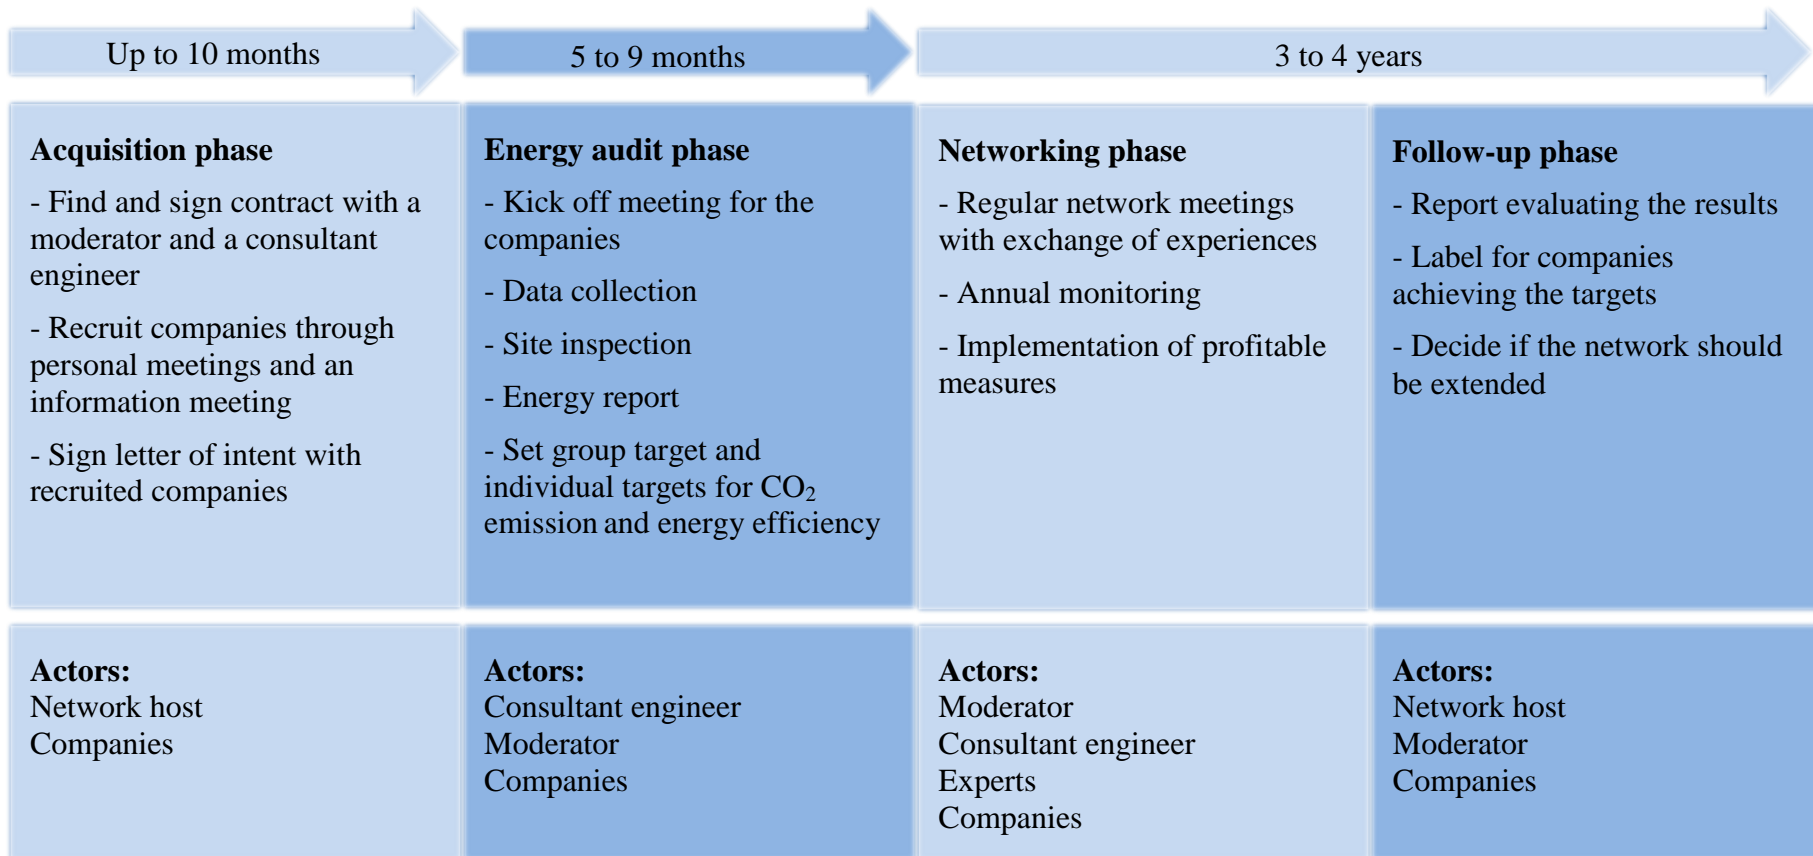 Up to 10 months
5 to 9 months
3 to 4 years
Acquisition phase
- Find and sign contract with a
moderator and a consultant
engineer
- Recruit companies through
personal meetings and an
information meeting
- Sign letter of intent with
recruited companies
Energy audit phase
- Kick off meeting for the
companies
- Data collection
- Site inspection
- Energy report
- Set group target and
individual targets for CO₂
emission and energy efficiency
Networking phase
- Regular network meetings
with exchange of experiences
- Annual monitoring
- Implementation of profitable
measures
Follow-up phase
- Report evaluating the results
- Label for companies
achieving the targets
- Decide if the network should
be extended
Actors:
Network host
Companies
Actors:
Consultant engineer
Moderator
Companies
Actors:
Moderator
Consultant engineer
Experts
Companies
Actors:
Network host
Moderator
Companies